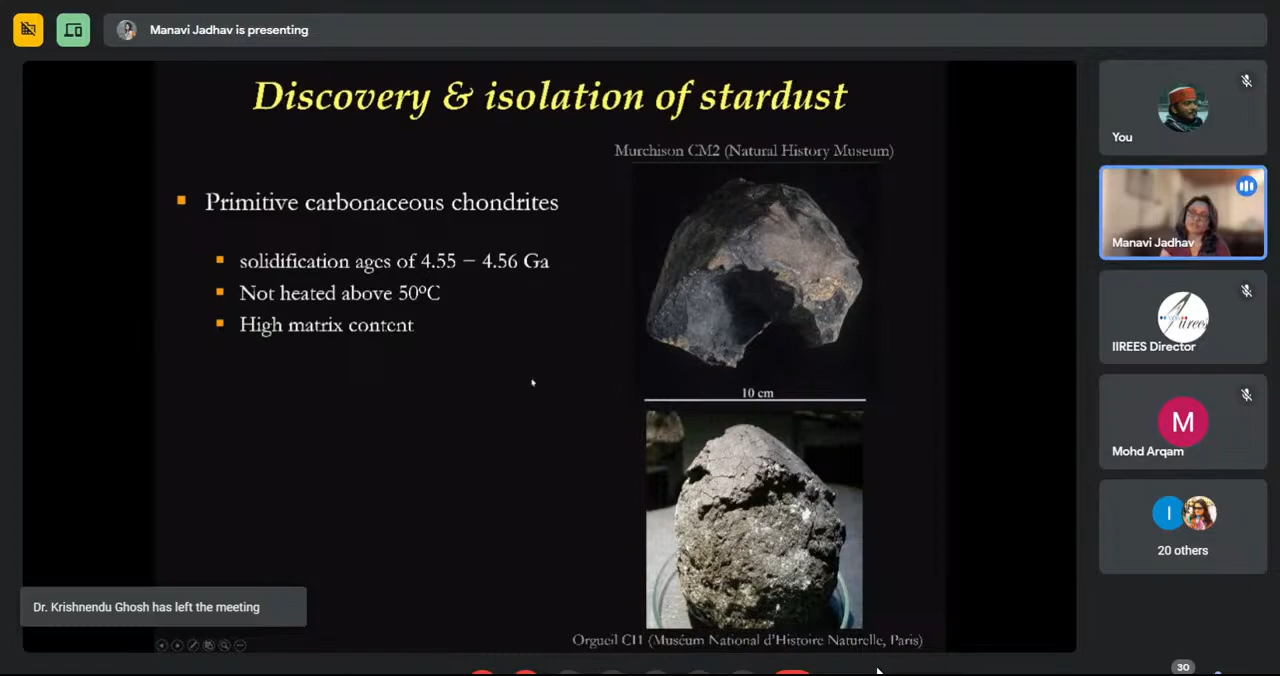 Manavi Jadhav is presenting
Discovery & isolation of stardust
Murchison CM2 (Natural History Museum)
Primitive carbonaceous chondrites
solidification ages of 4.55 – 4.56 Ga
Not heated above 50°C
High matrix content
10 cm
Orgueil CI1 (Muséum National d'Histoire Naturelle, Paris)
Dr. Krishnendu Ghosh has left the meeting
You
Manavi Jadhav
IIREES Director
M
Mohd Arqam
I
20 others
30